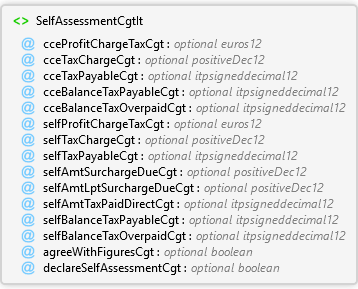 <> SelfAssessmentCgtIt
@ cceProfitChargeTaxCgt : optional euros12
@ cceTaxChargeCgt : optional positiveDec12
@ cceTaxPayableCgt : optional itpsigneddecimal12
@ cceBalanceTaxPayableCgt : optional itpsigneddecimal12
@ cceBalanceTaxOverpaidCgt : optional itpsigneddecimal12
@ selfProfitChargeTaxCgt : optional euros12
@ selfTaxChargeCgt : optional positiveDec12
@ selfTaxPayableCgt : optional itpsigneddecimal12
@ selfAmtSurchargeDueCgt : optional positiveDec12
@ selfAmtLptSurchargeDueCgt : optional positiveDec12
@ selfAmtTaxPaidDirectCgt : optional itpsigneddecimal12
@ selfBalanceTaxPayableCgt : optional itpsigneddecimal12
@ selfBalanceTaxOverpaidCgt : optional itpsigneddecimal12
@ agreeWithFiguresCgt : optional boolean
@ declareSelfAssessmentCgt : optional boolean